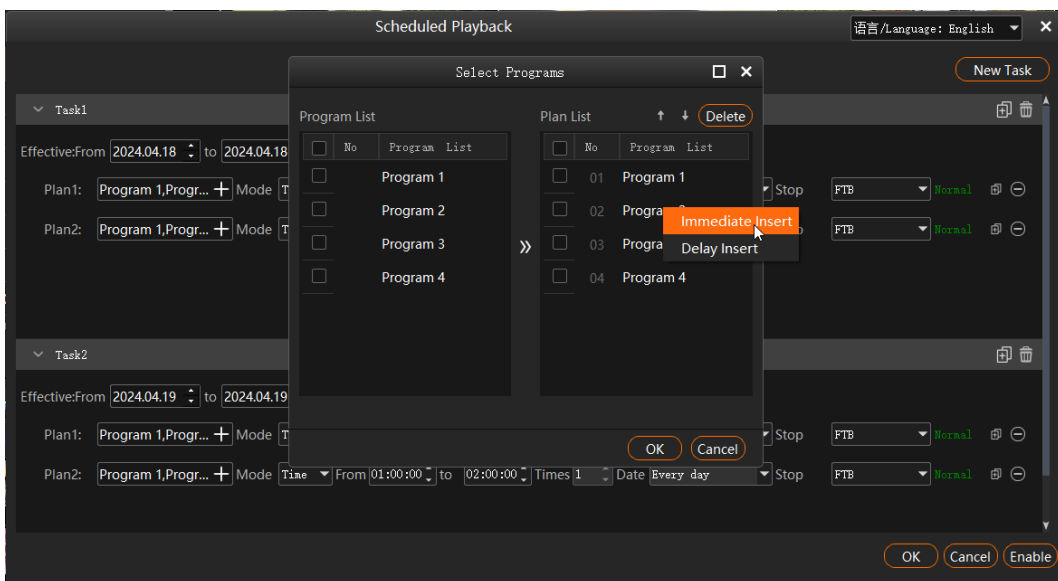 Scheduled Playback
语言/Language: English
New Task
Select Programs
Task1
Program List
Plan List
Delete
Effective:From 2024.04.18 to 2024.04.18
No Program List
No Program List
Program 1
01 Program 1
Plan1: Program 1,Progr... Mode T
Stop FTB Normal
Program 2
02 Progra
Immediate Insert
Plan2: Program 1,Progr... Mode T
FTB Normal
Program 3
03 Progra
Delay Insert
Program 4
04 Program 4
Task2
Effective:From 2024.04.19 to 2024.04.19
Plan1: Program 1,Progr... Mode T
Stop FTB Normal
OK
Cancel
Plan2: Program 1,Progr... Mode Time From 01:00:00 to 02:00:00 Times 1 Date Every day Stop FTB Normal
OK
Cancel
Enable